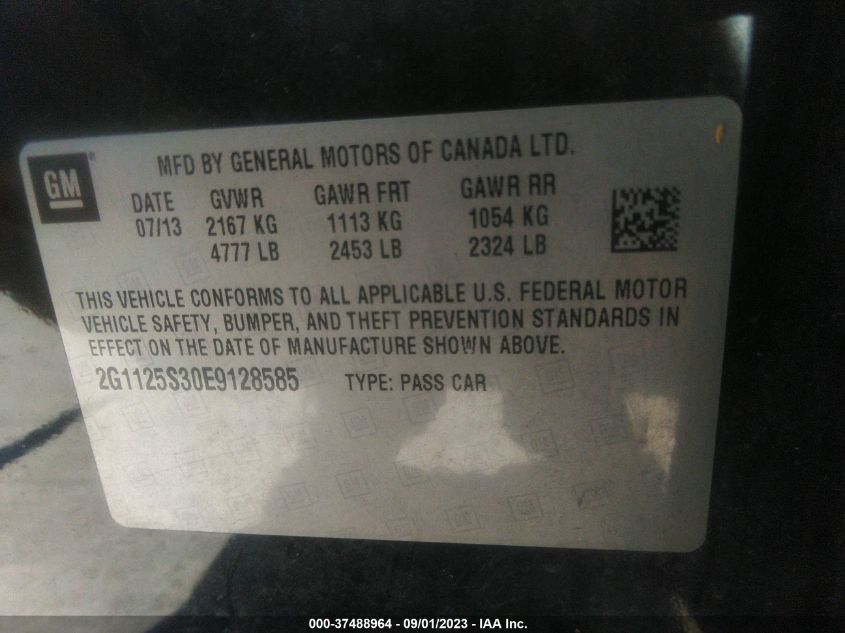 GM
MFD BY GENERAL MOTORS OF CANADA LTD.
DATE GVWR GAWR FRT GAWR RR
07/13 2167 KG 1113 KG 1054 KG
4777 LB 2453 LB 2324 LB
THIS VEHICLE CONFORMS TO ALL APPLICABLE U.S. FEDERAL MOTOR
VEHICLE SAFETY, BUMPER, AND THEFT PREVENTION STANDARDS IN
EFFECT ON THE DATE OF MANUFACTURE SHOWN ABOVE.
2G1125S30E9128585 TYPE: PASS CAR
000-37488964 - 09/01/2023 - IAA Inc.